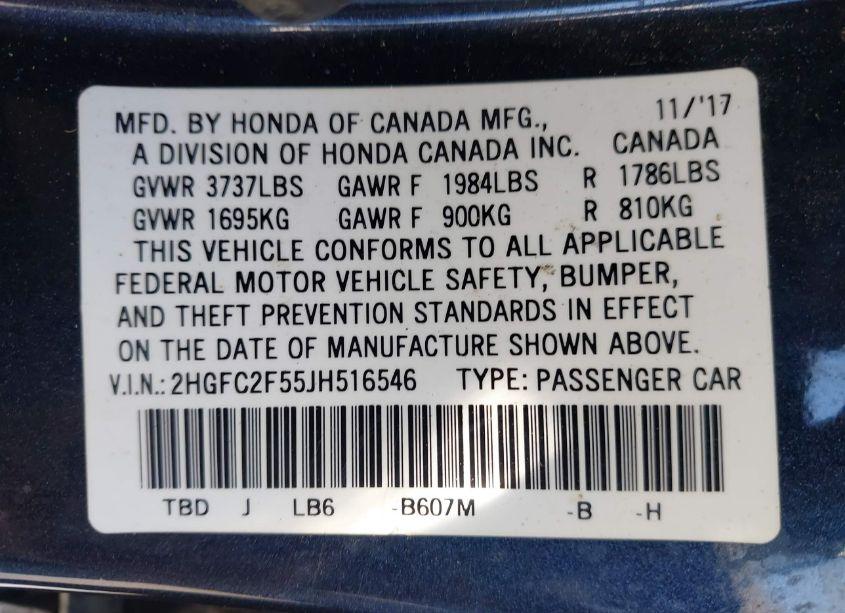 MFD. BY HONDA OF CANADA MFG., 11/'17
A DIVISION OF HONDA CANADA INC. CANADA
GVWR 3737LBS GAWR F 1984LBS R 1786LBS
GVWR 1695KG GAWR F 900KG R 810KG
THIS VEHICLE CONFORMS TO ALL APPLICABLE
FEDERAL MOTOR VEHICLE SAFETY, BUMPER,
AND THEFT PREVENTION STANDARDS IN EFFECT
ON THE DATE OF MANUFACTURE SHOWN ABOVE.
V.I.N.: 2HGFC2F55JH516546 TYPE: PASSENGER CAR
TBD J LB6 -B607M -B -H